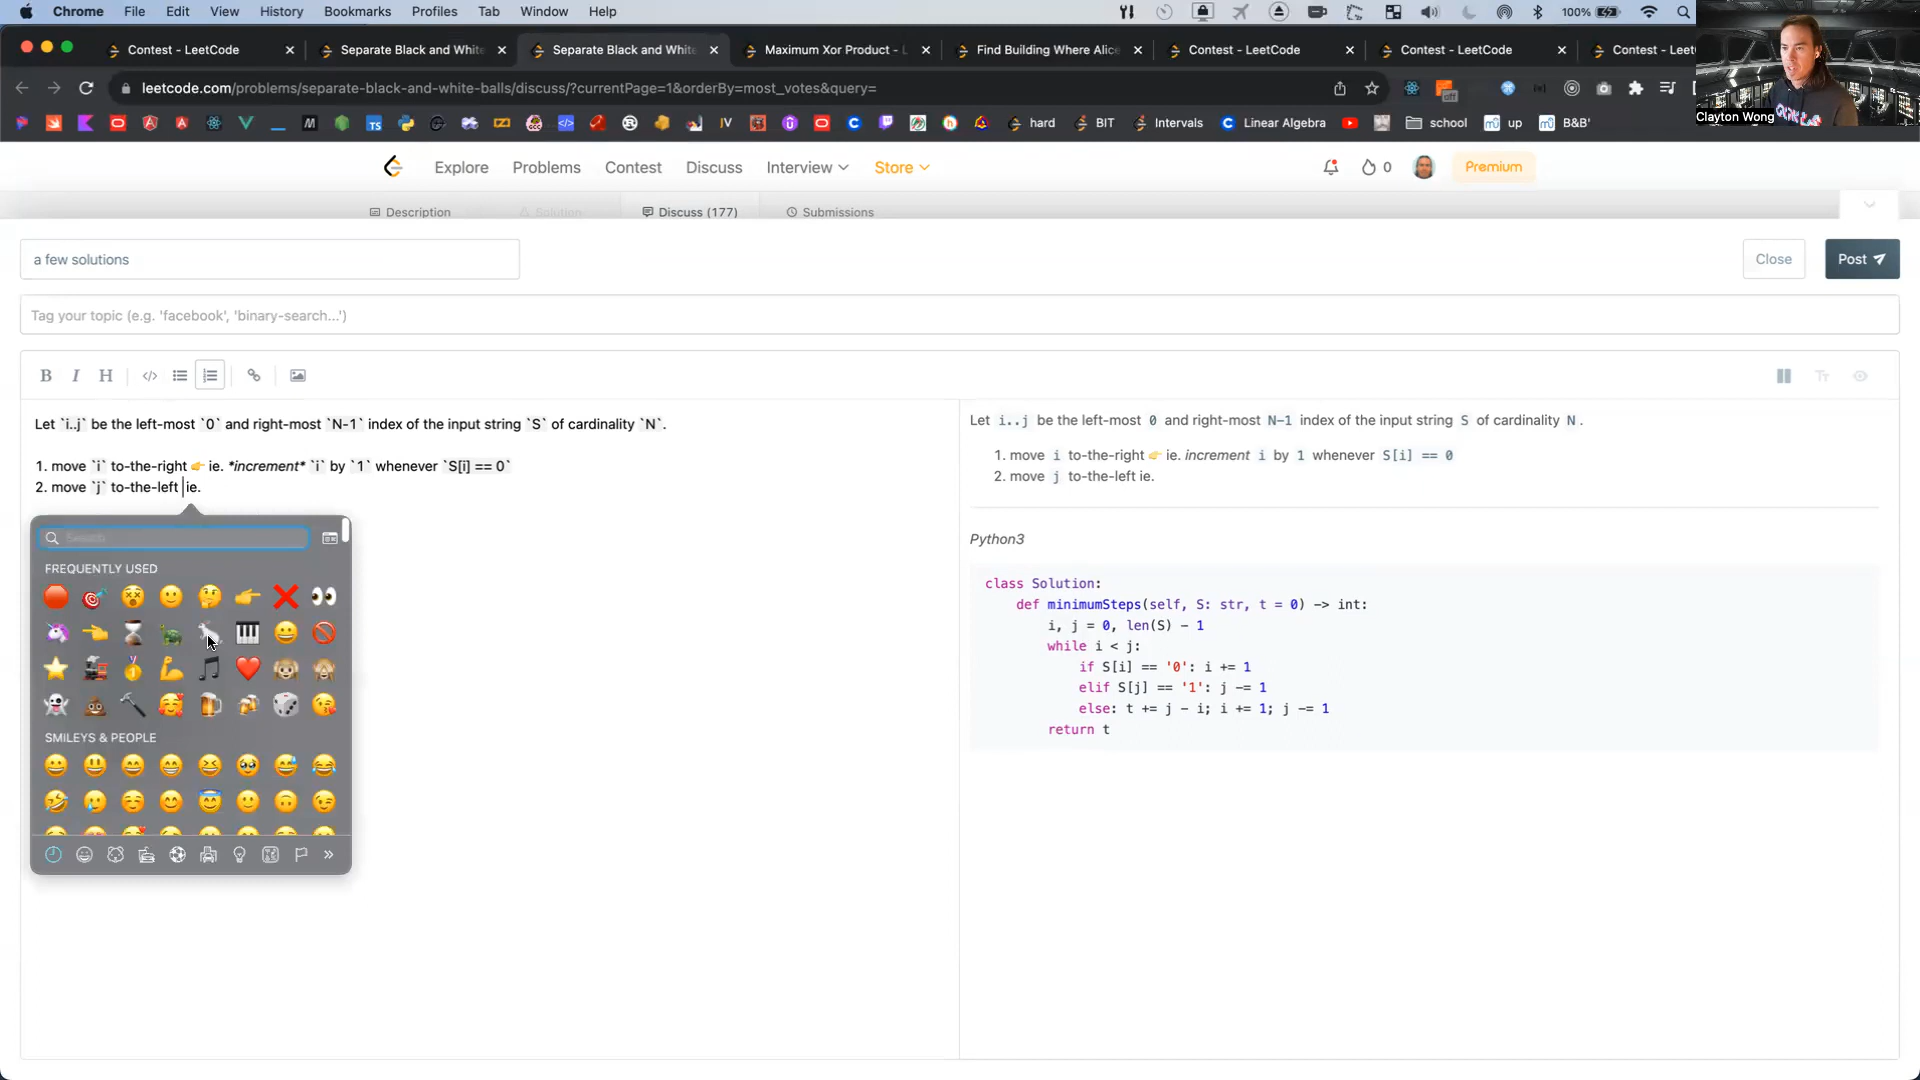 Chrome File Edit View History Bookmarks Profiles Tab Window Help 100%
Contest - LeetCode Separate Black and White Separate Black and White Maximum Xor Product - L Find Building Where Alice Contest - LeetCode Contest - LeetCode Contest - Leet
leetcode.com/problems/separate-black-and-white-balls/discuss/?currentPage=1&orderBy=most_votes&query=
off
Clayton Wong
TS IV hard BIT Intervals Linear Algebra school up B&B'
Explore Problems Contest Discuss Interview Store 0 Premium
Description Solution Discuss (177) Submissions
a few solutions Close Post
Tag your topic (e.g. 'facebook', 'binary-search...')
B I H
Let `i..j` be the left-most `0` and right-most `N-1` index of the input string `S` of cardinality `N`.
1. move `i` to-the-right 👉 ie. *increment* `i` by `1` whenever `S[i] == 0`
2. move `j` to-the-left ie.
Search
FREQUENTLY USED
SMILEYS & PEOPLE
Let i..j be the left-most 0 and right-most N-1 index of the input string S of cardinality N.
1. move i to-the-right 👉 ie. increment i by 1 whenever S[i] == 0
2. move j to-the-left ie.
Python3
class Solution:
def minimumSteps(self, S: str, t = 0) -> int:
i, j = 0, len(S) - 1
while i < j:
if S[i] == '0': i += 1
elif S[j] == '1': j -= 1
else: t += j - i; i += 1; j -= 1
return t